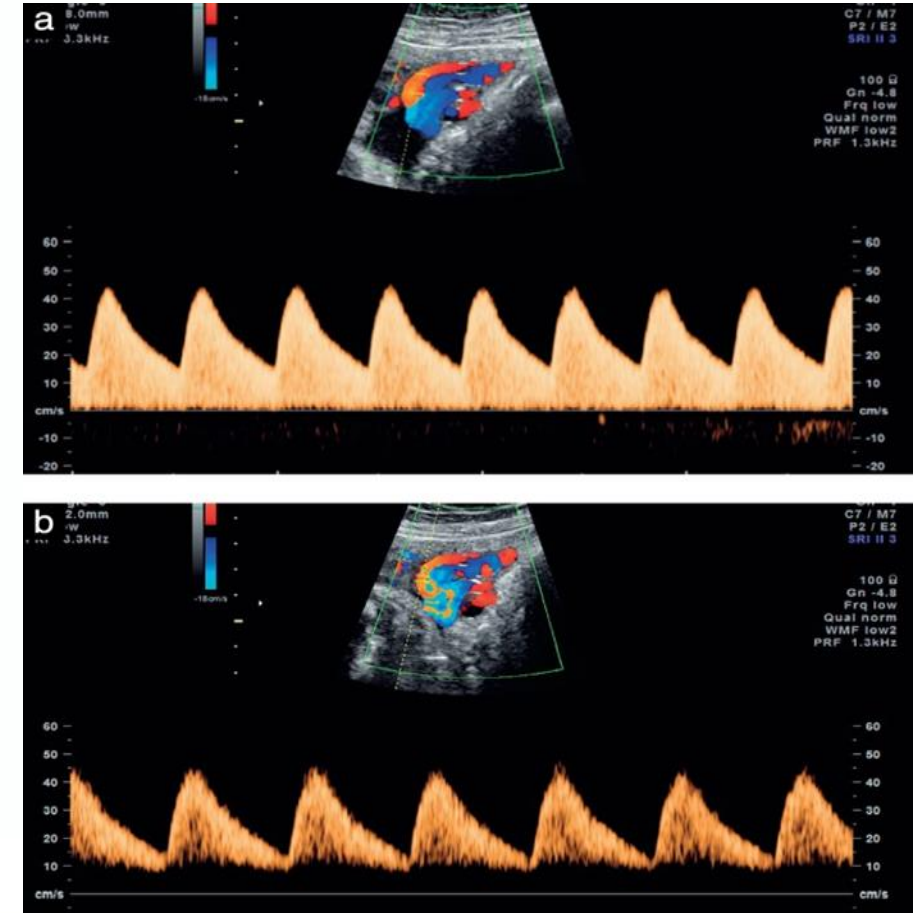 a
8.0mm
3.3kHz
-18cm/s
C7 / M7
P2 / E2
SRI II 3
100
Gn -4.8
Frq low
Qual norm
WMF low2
PRF 1.3kHz
60 60
50 50
40 40
30 30
20 20
10 10
cm/s cm/s
-10 -10
-20 -20
b
2.0mm
3.3kHz
-18cm/s
C7 / M7
P2 / E2
SRI II 3
100
Gn -4.8
Frq low
Qual norm
WMF low2
PRF 1.3kHz
60 60
50 50
40 40
30 30
20 20
10 10
cm/s cm/s